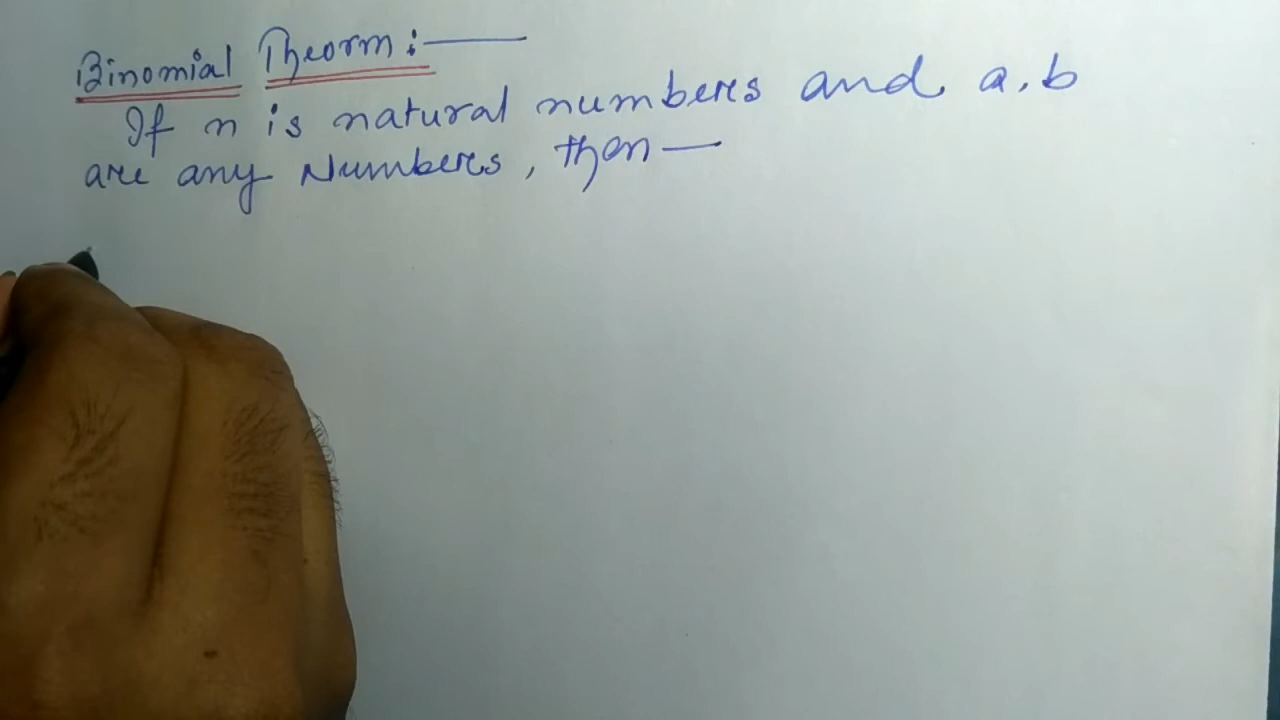 Binomial Theorm :—
If n is natural numbers and a, b
are any Numbers, then —